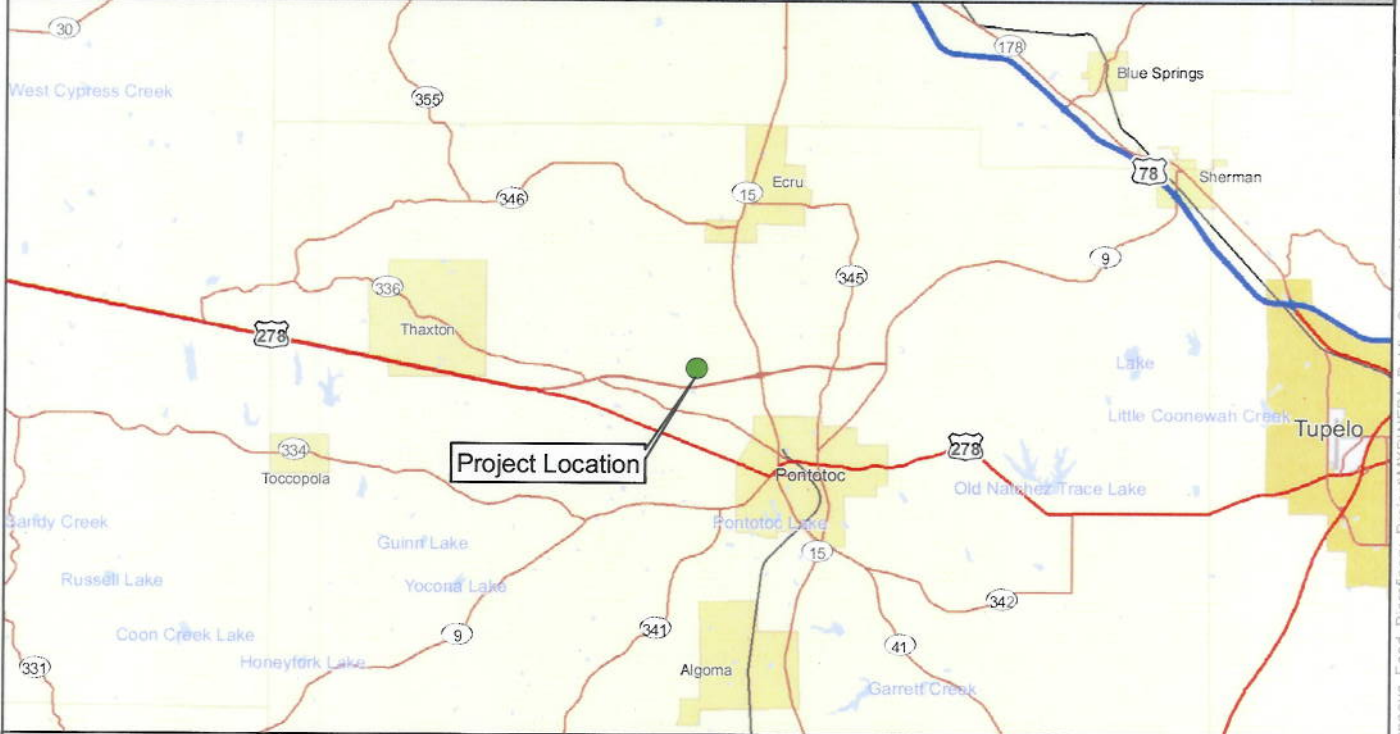 30
178
Blue Springs
West Cypress Creek
355
78
Sherman
Ecru
15
346
9
345
336
Thaxton
278
Lake
Little Coonewah Creek
Tupelo
334
Toccopola
Project Location
278
Pontotoc
Old Natchez Trace Lake
Sandy Creek
Pontotoc Lake
Guinn Lake
15
Russell Lake
Yocona Lake
342
Coon Creek Lake
9
341
41
Honeyfork Lake
331
Algoma
Garrett Creek